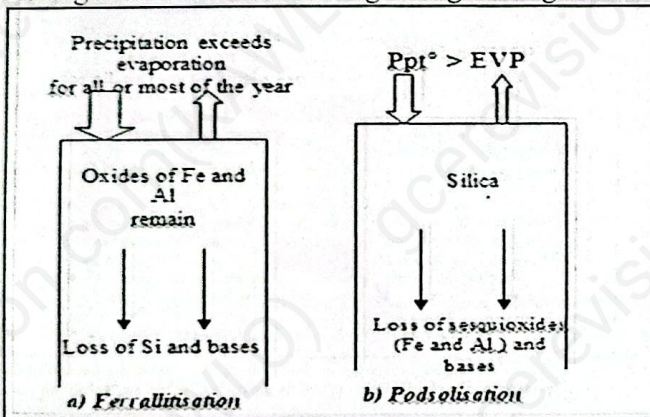 Precipitation exceeds
evaporation
for all or most of the year
Oxides of Fe and
Al
remain
Loss of Si and bases
a) Ferrallitisation
Ppt° > EVP
Silica
Loss of sesquioxides
(Fe and Al) and
bases
b) Podsolisation